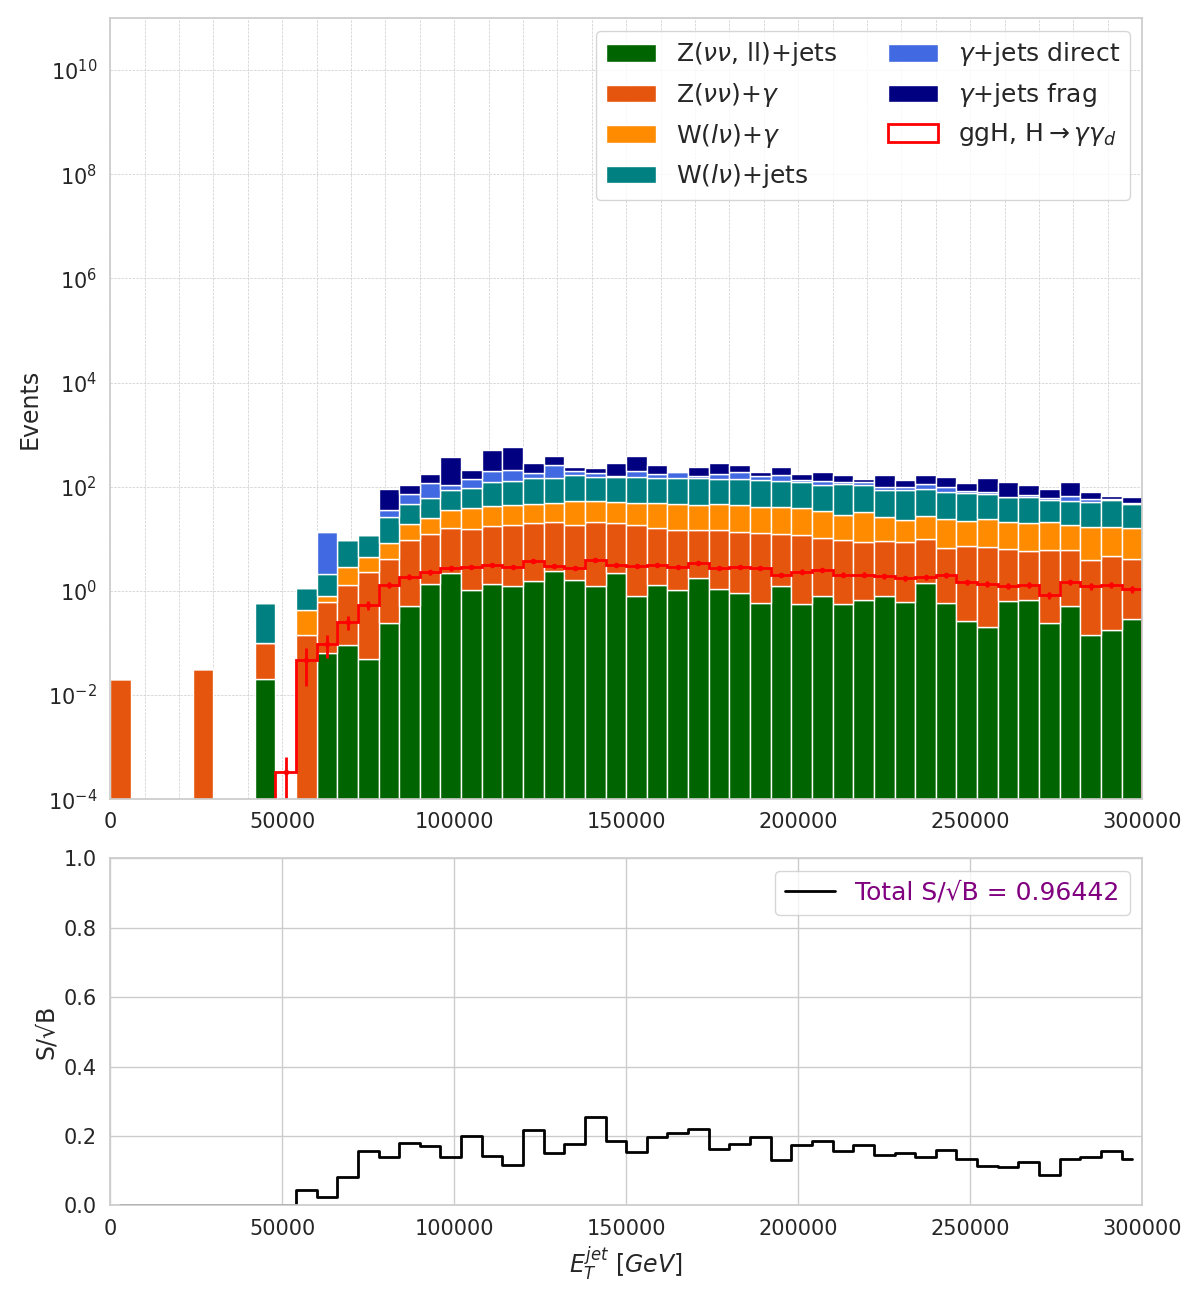 Z(νν, ll)+jets
Z(νν)+γ
W(lν)+γ
W(lν)+jets
γ+jets direct
γ+jets frag
ggH, H→γγ_d
Events
10^10
10^8
10^6
10^4
10^2
10^0
10^−2
10^−4
0 50000 100000 150000 200000 250000 300000
Total S/√B = 0.96442
S/√B
1.0
0.8
0.6
0.4
0.2
0.0
0 50000 100000 150000 200000 250000 300000
E_T^jet [GeV]